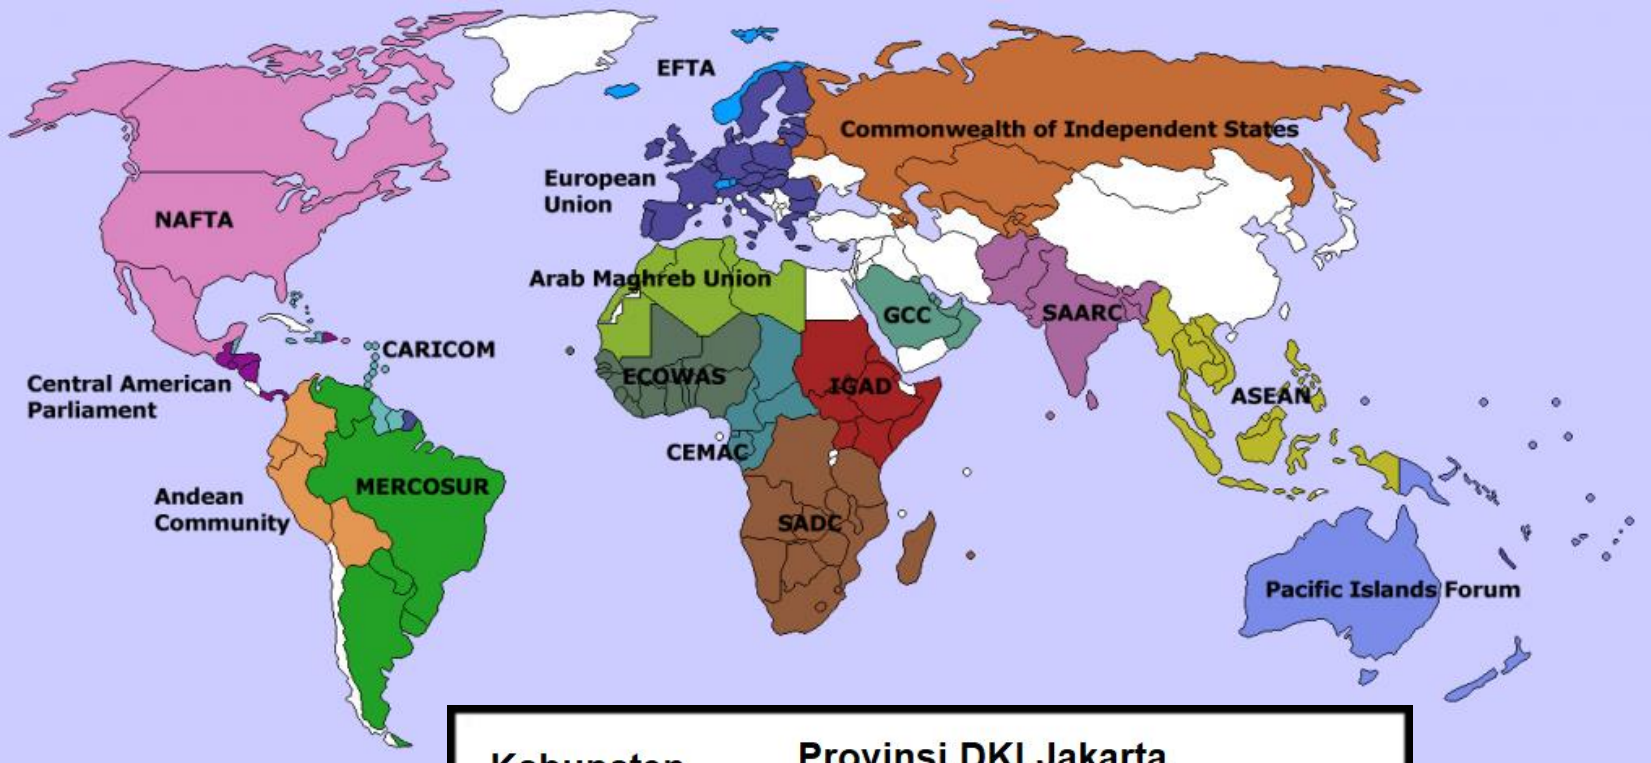 EFTA
Commonwealth of Independent States
European
Union
NAFTA
Arab Maghreb Union
GCC
SAARC
CARICOM
ECOWAS
IGAD
ASEAN
Central American
Parliament
CEMAC
MERCOSUR
Andean
Community
SADC
Pacific Islands Forum
Kabupaten
Provinsi DKI Jakarta